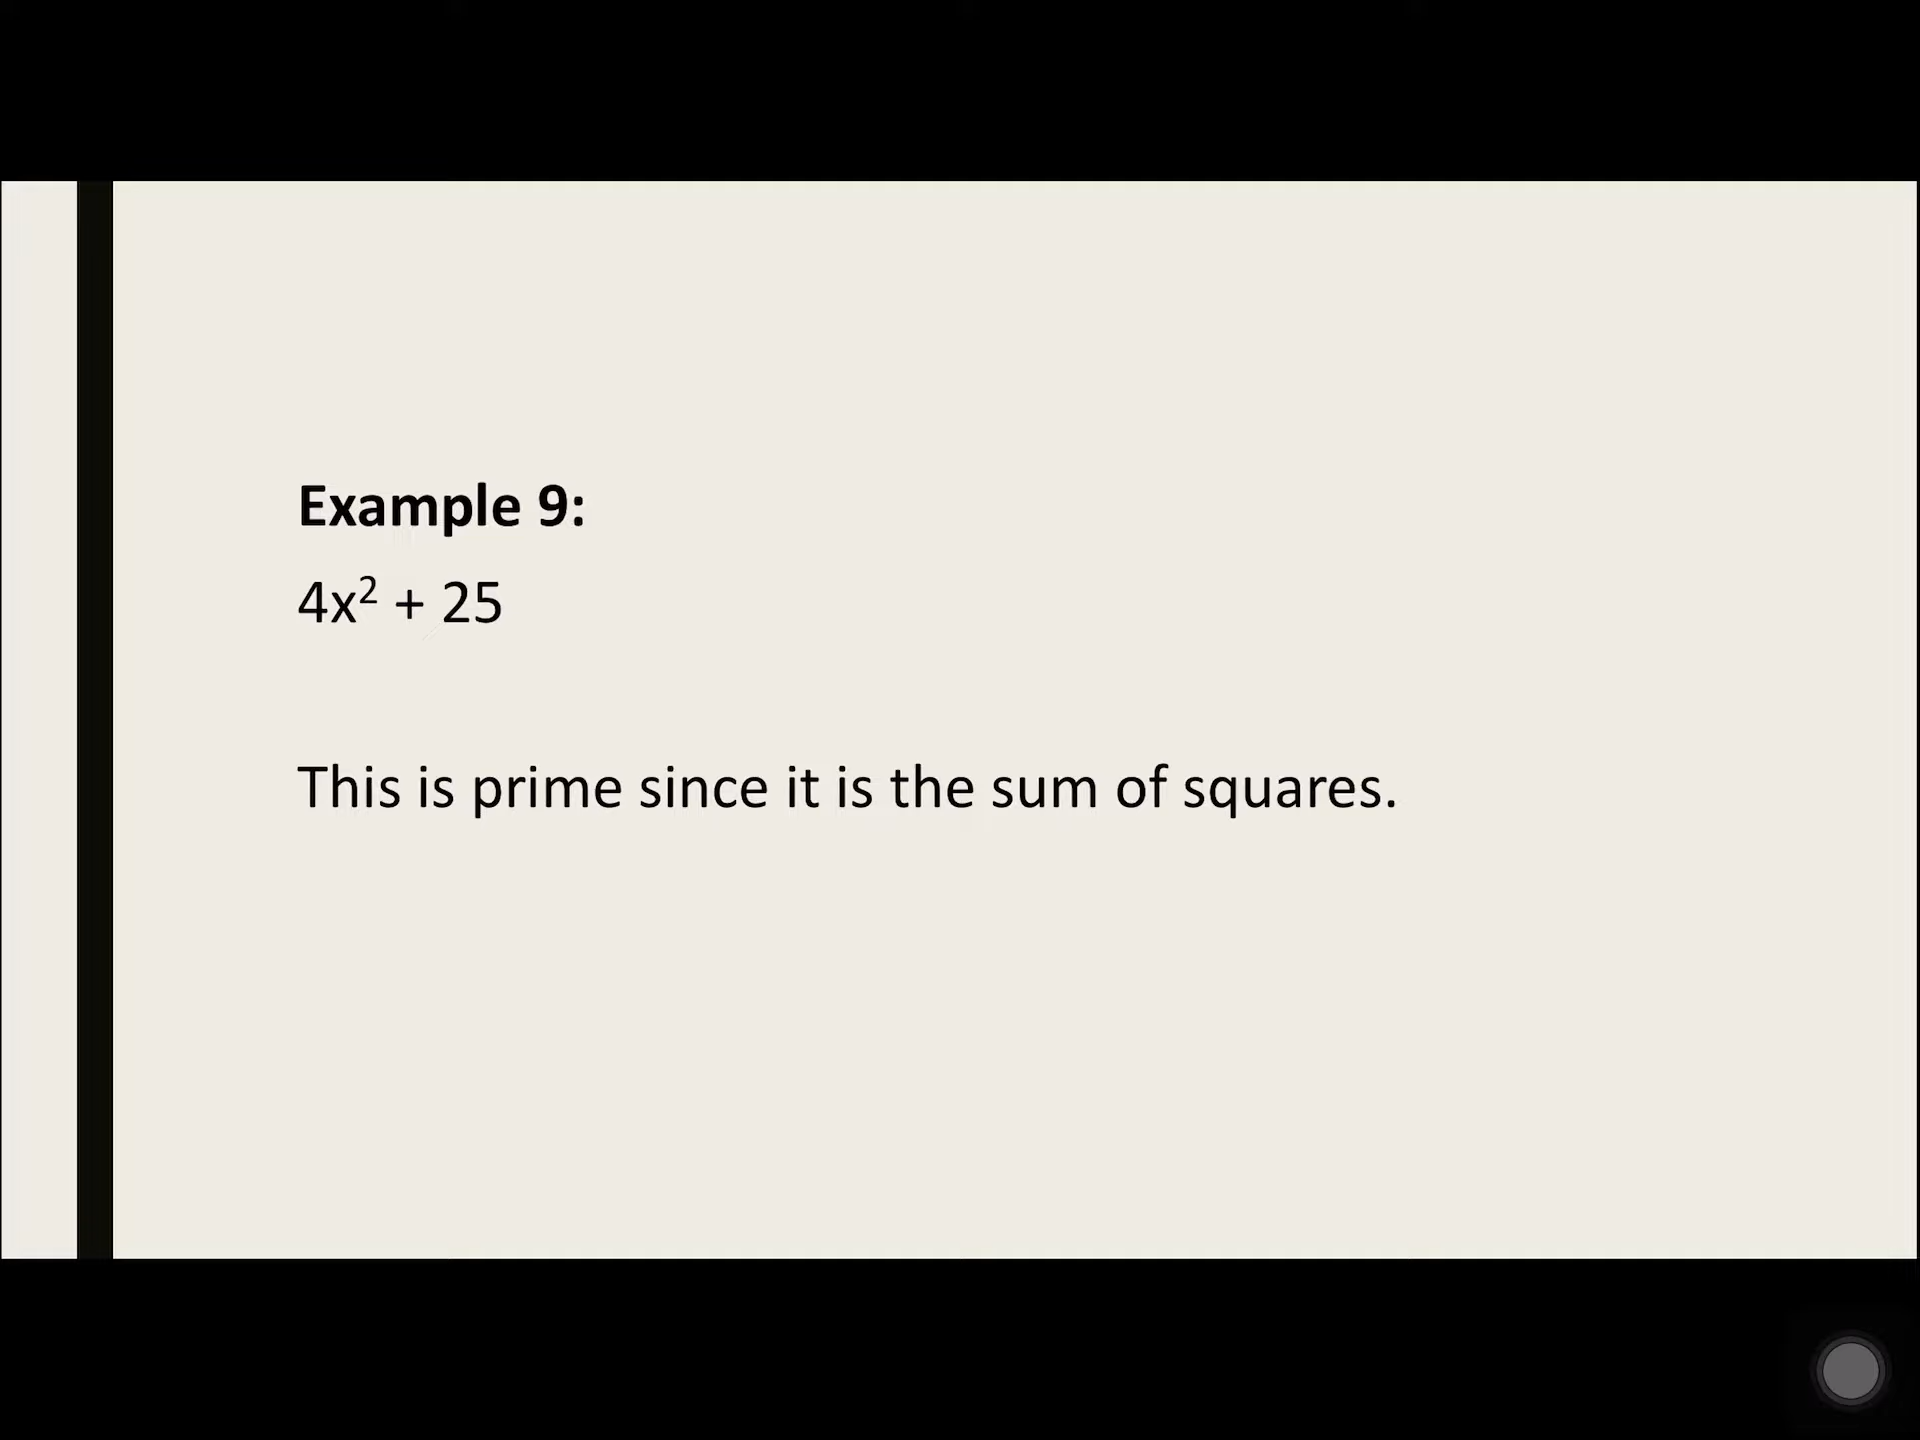 Example 9:
4x² + 25
This is prime since it is the sum of squares.